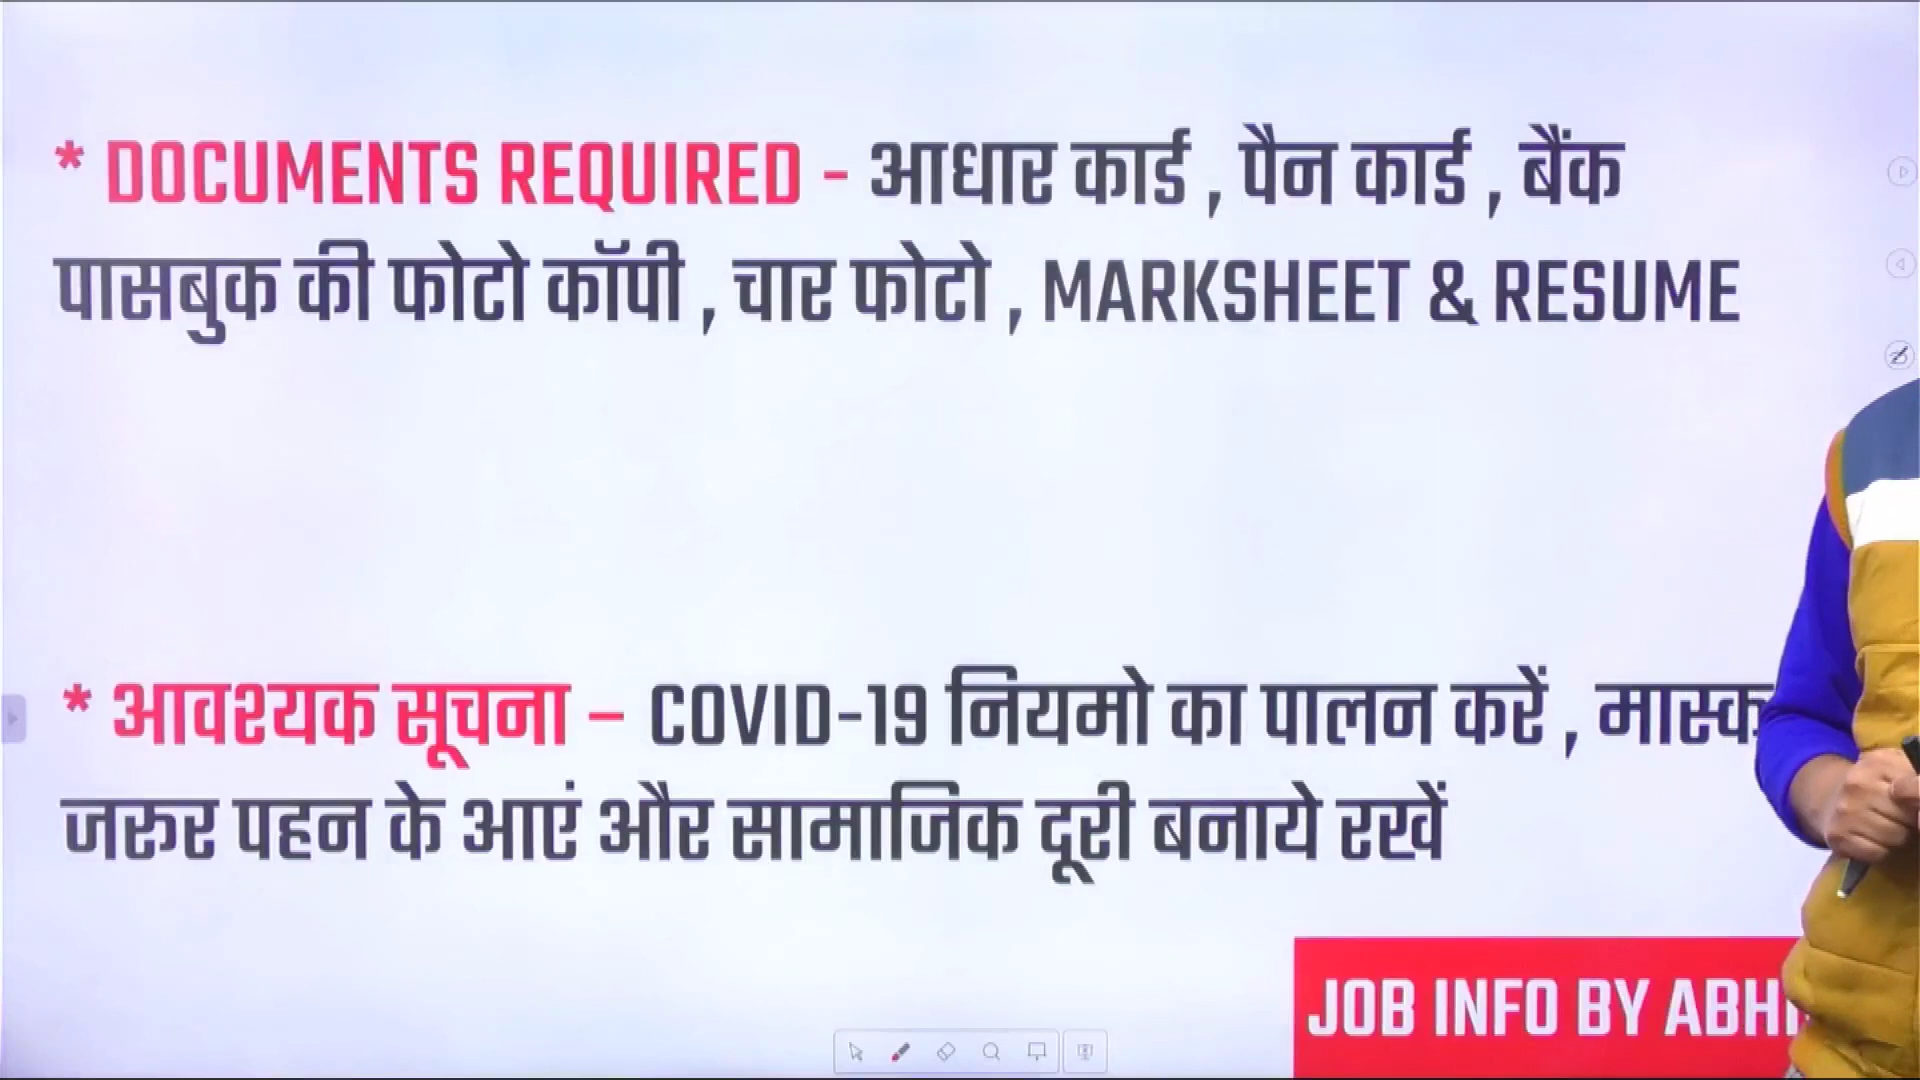 * DOCUMENTS REQUIRED - आधार कार्ड , पैन कार्ड , बैंक
पासबुक की फोटो कॉपी , चार फोटो , MARKSHEET & RESUME
* आवश्यक सूचना – COVID-19 नियमो का पालन करें , मास्क
जरूर पहन के आएं और सामाजिक दूरी बनाये रखें
JOB INFO BY